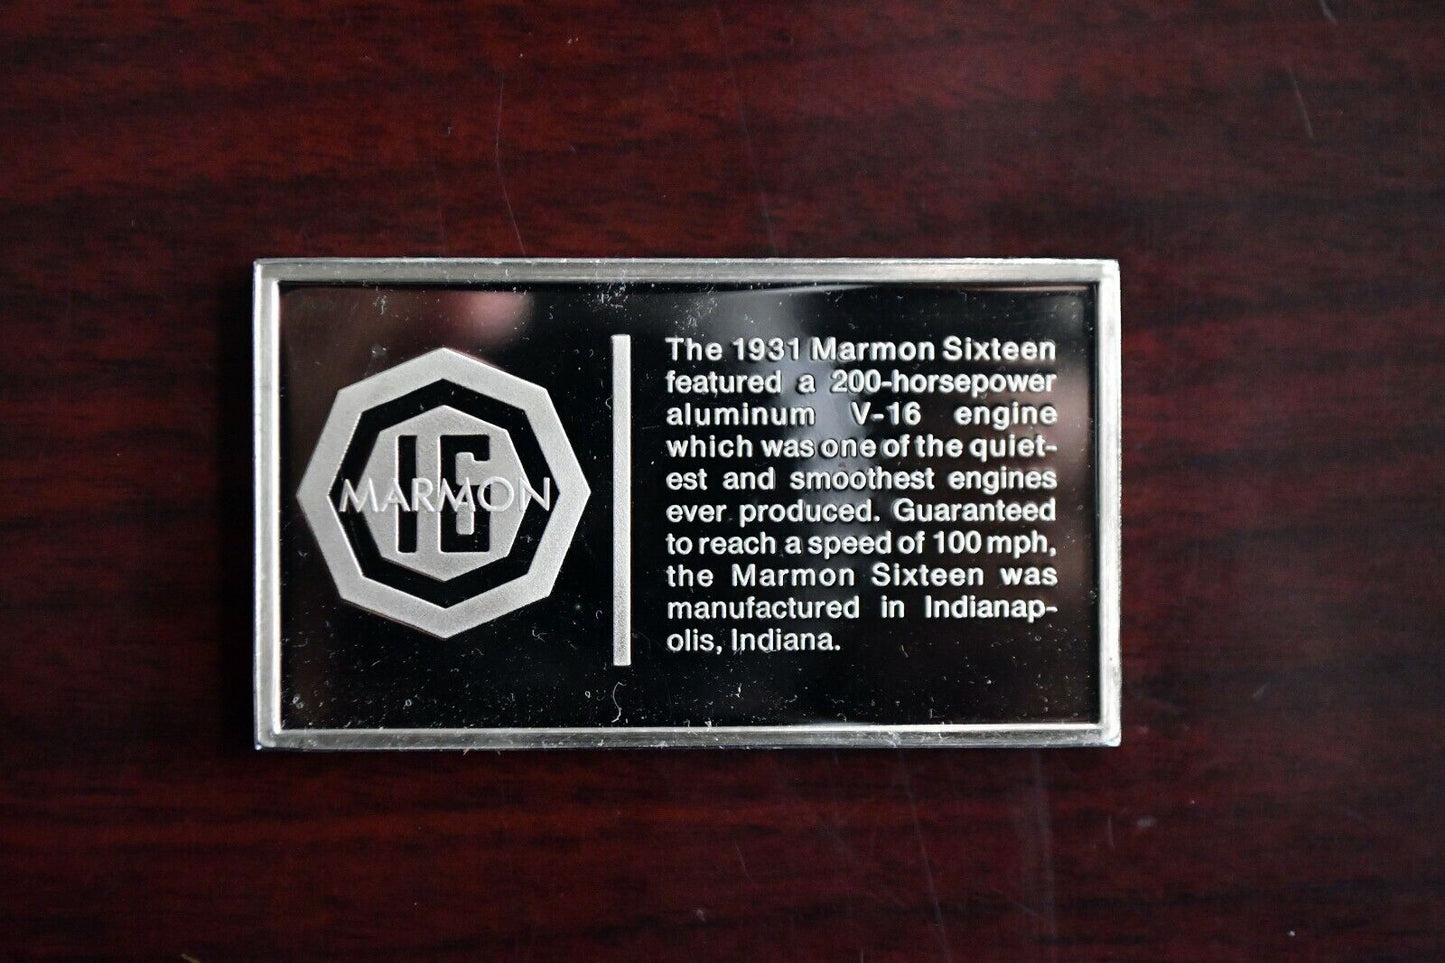 16
MARMON
The 1931 Marmon Sixteen
featured a 200-horsepower
aluminum V-16 engine
which was one of the quiet-
est and smoothest engines
ever produced. Guaranteed
to reach a speed of 100 mph,
the Marmon Sixteen was
manufactured in Indianap-
olis, Indiana.